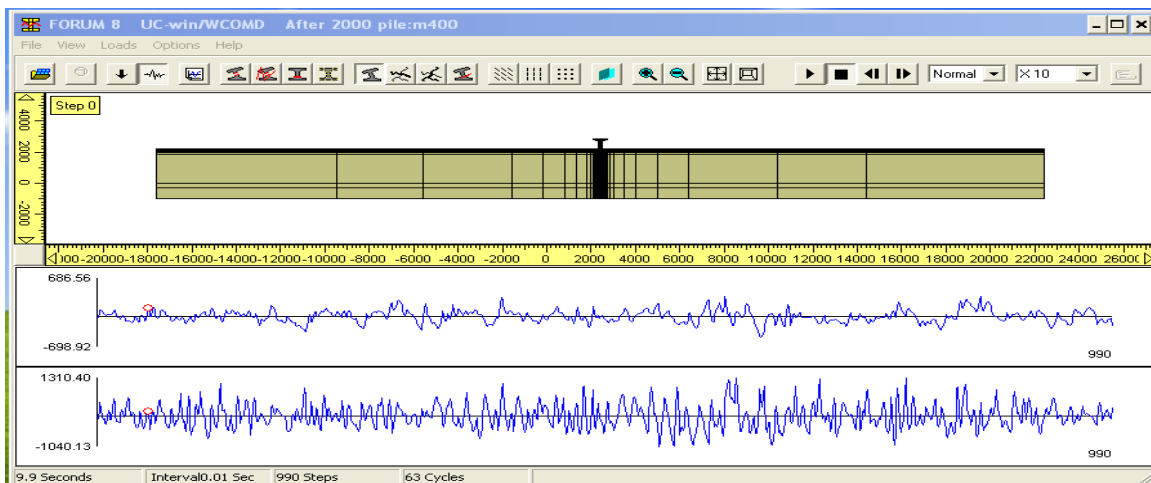 FORUM 8 UC-win/WCOMD After 2000 pile:m400
File View Loads Options Help
Normal ×10
Step 0
4000
2000
0
-2000
000 -20000 -18000 -16000 -14000 -12000 -10000 -8000 -6000 -4000 -2000 0 2000 4000 6000 8000 10000 12000 14000 16000 18000 20000 22000 24000 26000
686.56
-698.92
990
1310.40
-1040.13
990
9.9 Seconds Interval0.01 Sec 990 Steps 63 Cycles